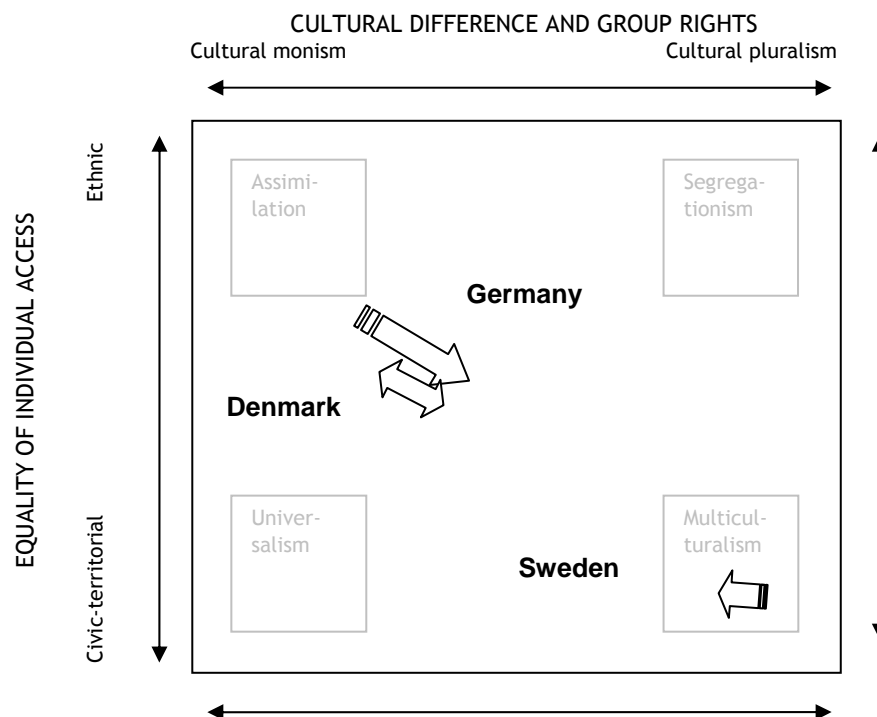 CULTURAL DIFFERENCE AND GROUP RIGHTS
Cultural monism
Cultural pluralism
EQUALITY OF INDIVIDUAL ACCESS
Ethnic
Civic-territorial
Assimi-
lation
Segrega-
tionism
Germany
Denmark
Univer-
salism
Multicul-
turalism
Sweden